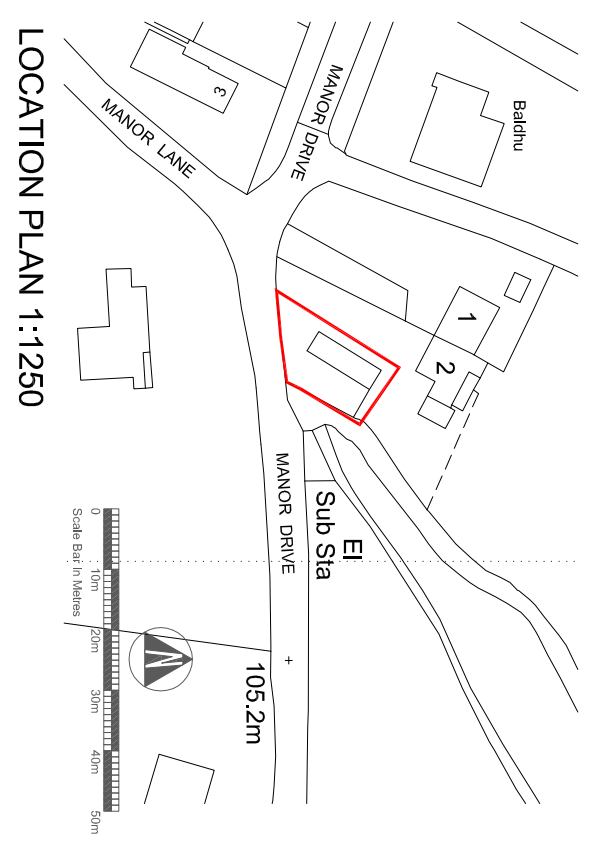 LOCATION PLAN 1:1250
MANOR LANE
3
MANOR
DRIVE
Baldhu
1
2
MANOR DRIVE
El
Sub Sta
105.2m
N
0
10m
20m
30m
40m
50m
Scale Bar In Metres